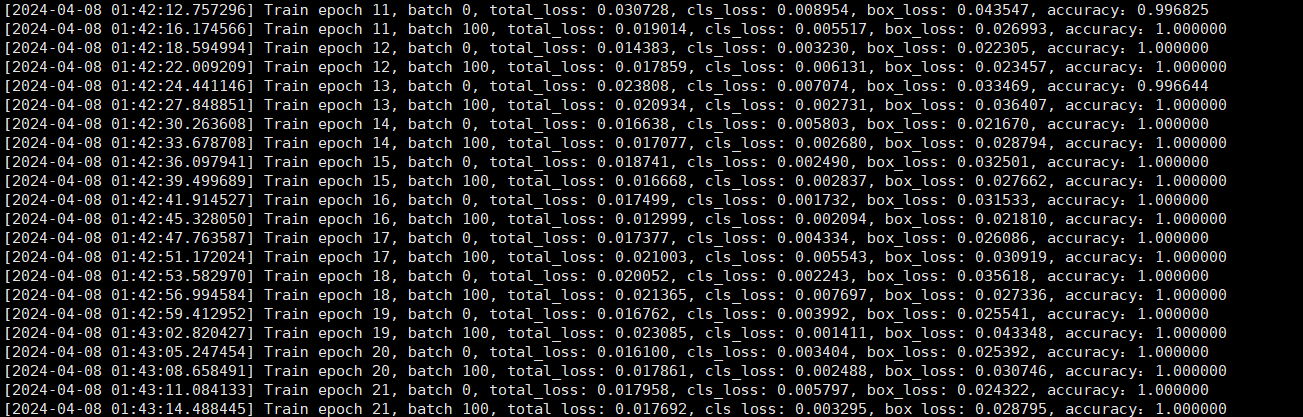 [2024-04-08 01:42:12.757296] Train epoch 11, batch 0, total_loss: 0.030728, cls_loss: 0.008954, box_loss: 0.043547, accuracy：0.996825
[2024-04-08 01:42:16.174566] Train epoch 11, batch 100, total_loss: 0.019014, cls_loss: 0.005517, box_loss: 0.026993, accuracy：1.000000
[2024-04-08 01:42:18.594994] Train epoch 12, batch 0, total_loss: 0.014383, cls_loss: 0.003230, box_loss: 0.022305, accuracy：1.000000
[2024-04-08 01:42:22.009209] Train epoch 12, batch 100, total_loss: 0.017859, cls_loss: 0.006131, box_loss: 0.023457, accuracy：1.000000
[2024-04-08 01:42:24.441146] Train epoch 13, batch 0, total_loss: 0.023808, cls_loss: 0.007074, box_loss: 0.033469, accuracy：0.996644
[2024-04-08 01:42:27.848851] Train epoch 13, batch 100, total_loss: 0.020934, cls_loss: 0.002731, box_loss: 0.036407, accuracy：1.000000
[2024-04-08 01:42:30.263608] Train epoch 14, batch 0, total_loss: 0.016638, cls_loss: 0.005803, box_loss: 0.021670, accuracy：1.000000
[2024-04-08 01:42:33.678708] Train epoch 14, batch 100, total_loss: 0.017077, cls_loss: 0.002680, box_loss: 0.028794, accuracy：1.000000
[2024-04-08 01:42:36.097941] Train epoch 15, batch 0, total_loss: 0.018741, cls_loss: 0.002490, box_loss: 0.032501, accuracy：1.000000
[2024-04-08 01:42:39.499689] Train epoch 15, batch 100, total_loss: 0.016668, cls_loss: 0.002837, box_loss: 0.027662, accuracy：1.000000
[2024-04-08 01:42:41.914527] Train epoch 16, batch 0, total_loss: 0.017499, cls_loss: 0.001732, box_loss: 0.031533, accuracy：1.000000
[2024-04-08 01:42:45.328050] Train epoch 16, batch 100, total_loss: 0.012999, cls_loss: 0.002094, box_loss: 0.021810, accuracy：1.000000
[2024-04-08 01:42:47.763587] Train epoch 17, batch 0, total_loss: 0.017377, cls_loss: 0.004334, box_loss: 0.026086, accuracy：1.000000
[2024-04-08 01:42:51.172024] Train epoch 17, batch 100, total_loss: 0.021003, cls_loss: 0.005543, box_loss: 0.030919, accuracy：1.000000
[2024-04-08 01:42:53.582970] Train epoch 18, batch 0, total_loss: 0.020052, cls_loss: 0.002243, box_loss: 0.035618, accuracy：1.000000
[2024-04-08 01:42:56.994584] Train epoch 18, batch 100, total_loss: 0.021365, cls_loss: 0.007697, box_loss: 0.027336, accuracy：1.000000
[2024-04-08 01:42:59.412952] Train epoch 19, batch 0, total_loss: 0.016762, cls_loss: 0.003992, box_loss: 0.025541, accuracy：1.000000
[2024-04-08 01:43:02.820427] Train epoch 19, batch 100, total_loss: 0.023085, cls_loss: 0.001411, box_loss: 0.043348, accuracy：1.000000
[2024-04-08 01:43:05.247454] Train epoch 20, batch 0, total_loss: 0.016100, cls_loss: 0.003404, box_loss: 0.025392, accuracy：1.000000
[2024-04-08 01:43:08.658491] Train epoch 20, batch 100, total_loss: 0.017861, cls_loss: 0.002488, box_loss: 0.030746, accuracy：1.000000
[2024-04-08 01:43:11.084133] Train epoch 21, batch 0, total_loss: 0.017958, cls_loss: 0.005797, box_loss: 0.024322, accuracy：1.000000
[2024-04-08 01:43:14.488445] Train epoch 21, batch 100, total_loss: 0.017692, cls_loss: 0.003295, box_loss: 0.028795, accuracy：1.000000